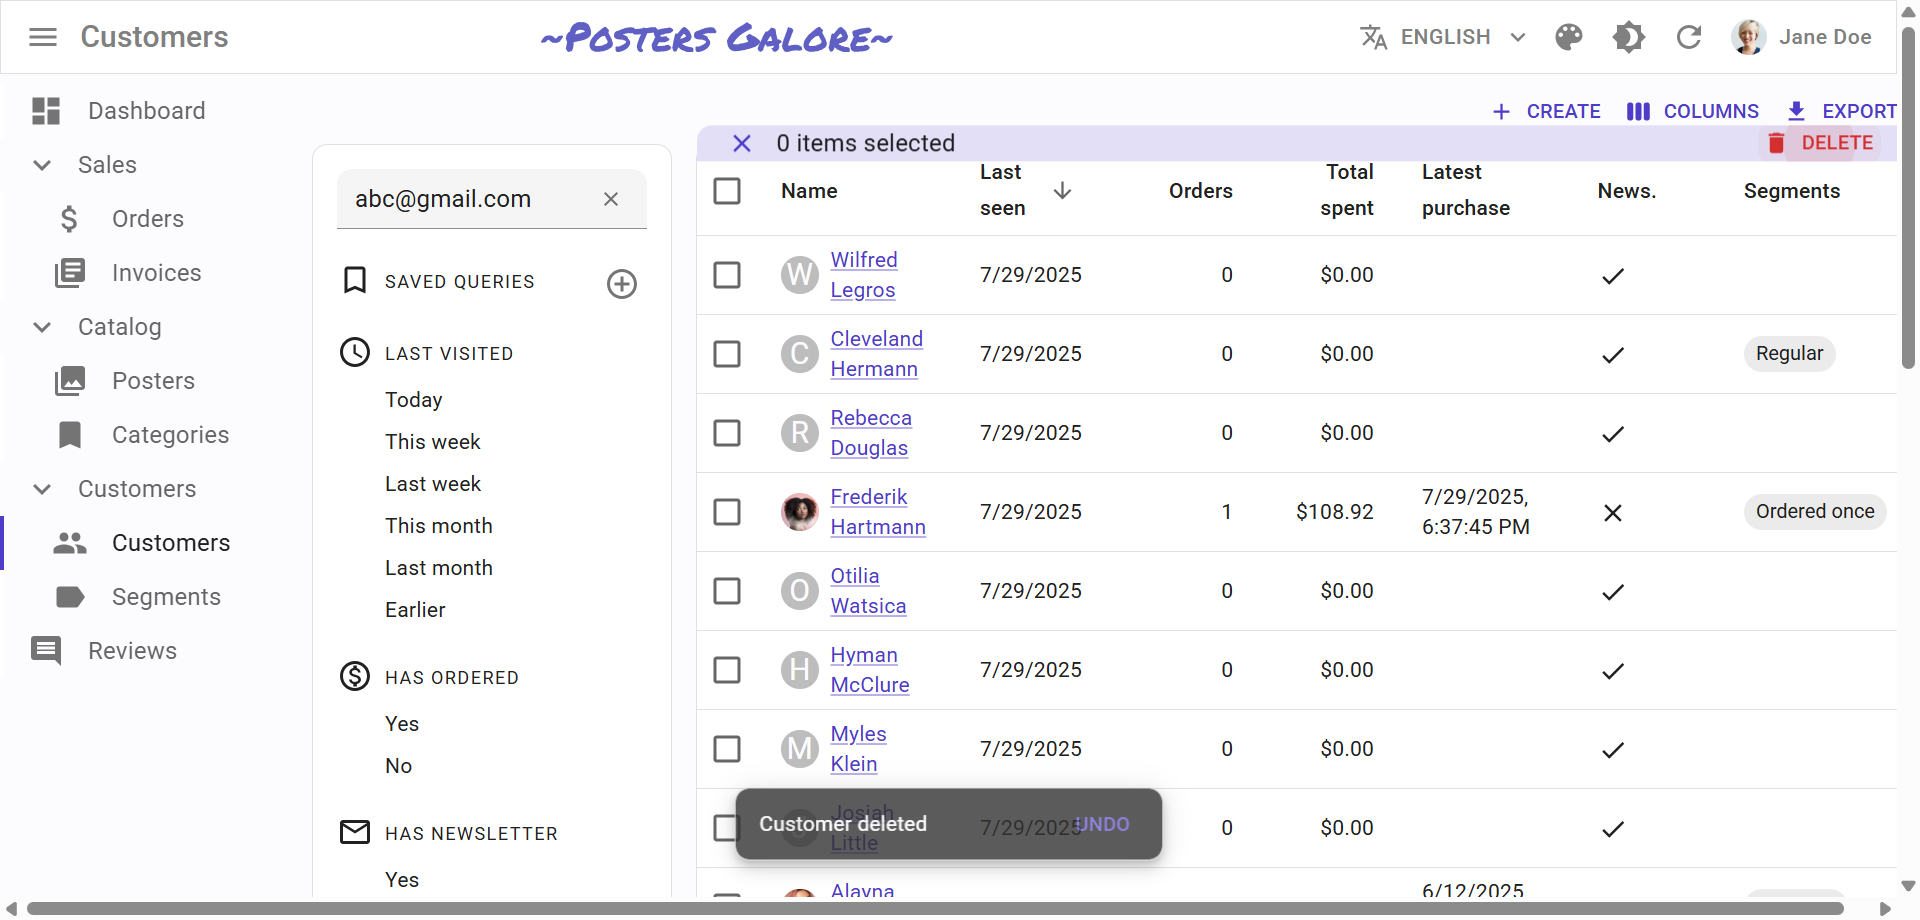 Customers
~Posters Galore~
ENGLISH
Jane Doe
Dashboard
Sales
Orders
Invoices
Catalog
Posters
Categories
Customers
Customers
Segments
Reviews
abc@gmail.com
SAVED QUERIES
LAST VISITED
Today
This week
Last week
This month
Last month
Earlier
HAS ORDERED
Yes
No
HAS NEWSLETTER
Yes
CREATE
COLUMNS
EXPORT
0 items selected
DELETE
Name
Last seen
Orders
Total spent
Latest purchase
News.
Segments
W Wilfred Legros 7/29/2025 0 $0.00
C Cleveland Hermann 7/29/2025 0 $0.00 Regular
R Rebecca Douglas 7/29/2025 0 $0.00
Frederik Hartmann 7/29/2025 1 $108.92 7/29/2025, 6:37:45 PM Ordered once
O Otilia Watsica 7/29/2025 0 $0.00
H Hyman McClure 7/29/2025 0 $0.00
M Myles Klein 7/29/2025 0 $0.00
Josiah Little 7/29/2025 0 $0.00
Customer deleted UNDO
Alayna 6/12/2025